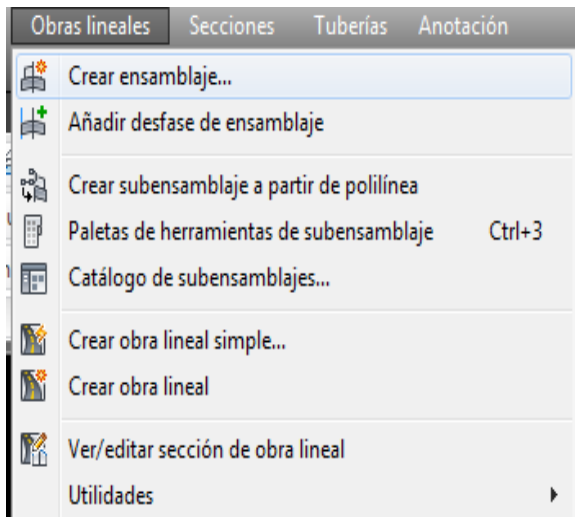 Obras lineales Secciones Tuberías Anotación
Crear ensamblaje...
Añadir desfase de ensamblaje
Crear subensamblaje a partir de polilínea
Paletas de herramientas de subensamblaje Ctrl+3
Catálogo de subensamblajes...
Crear obra lineal simple...
Crear obra lineal
Ver/editar sección de obra lineal
Utilidades